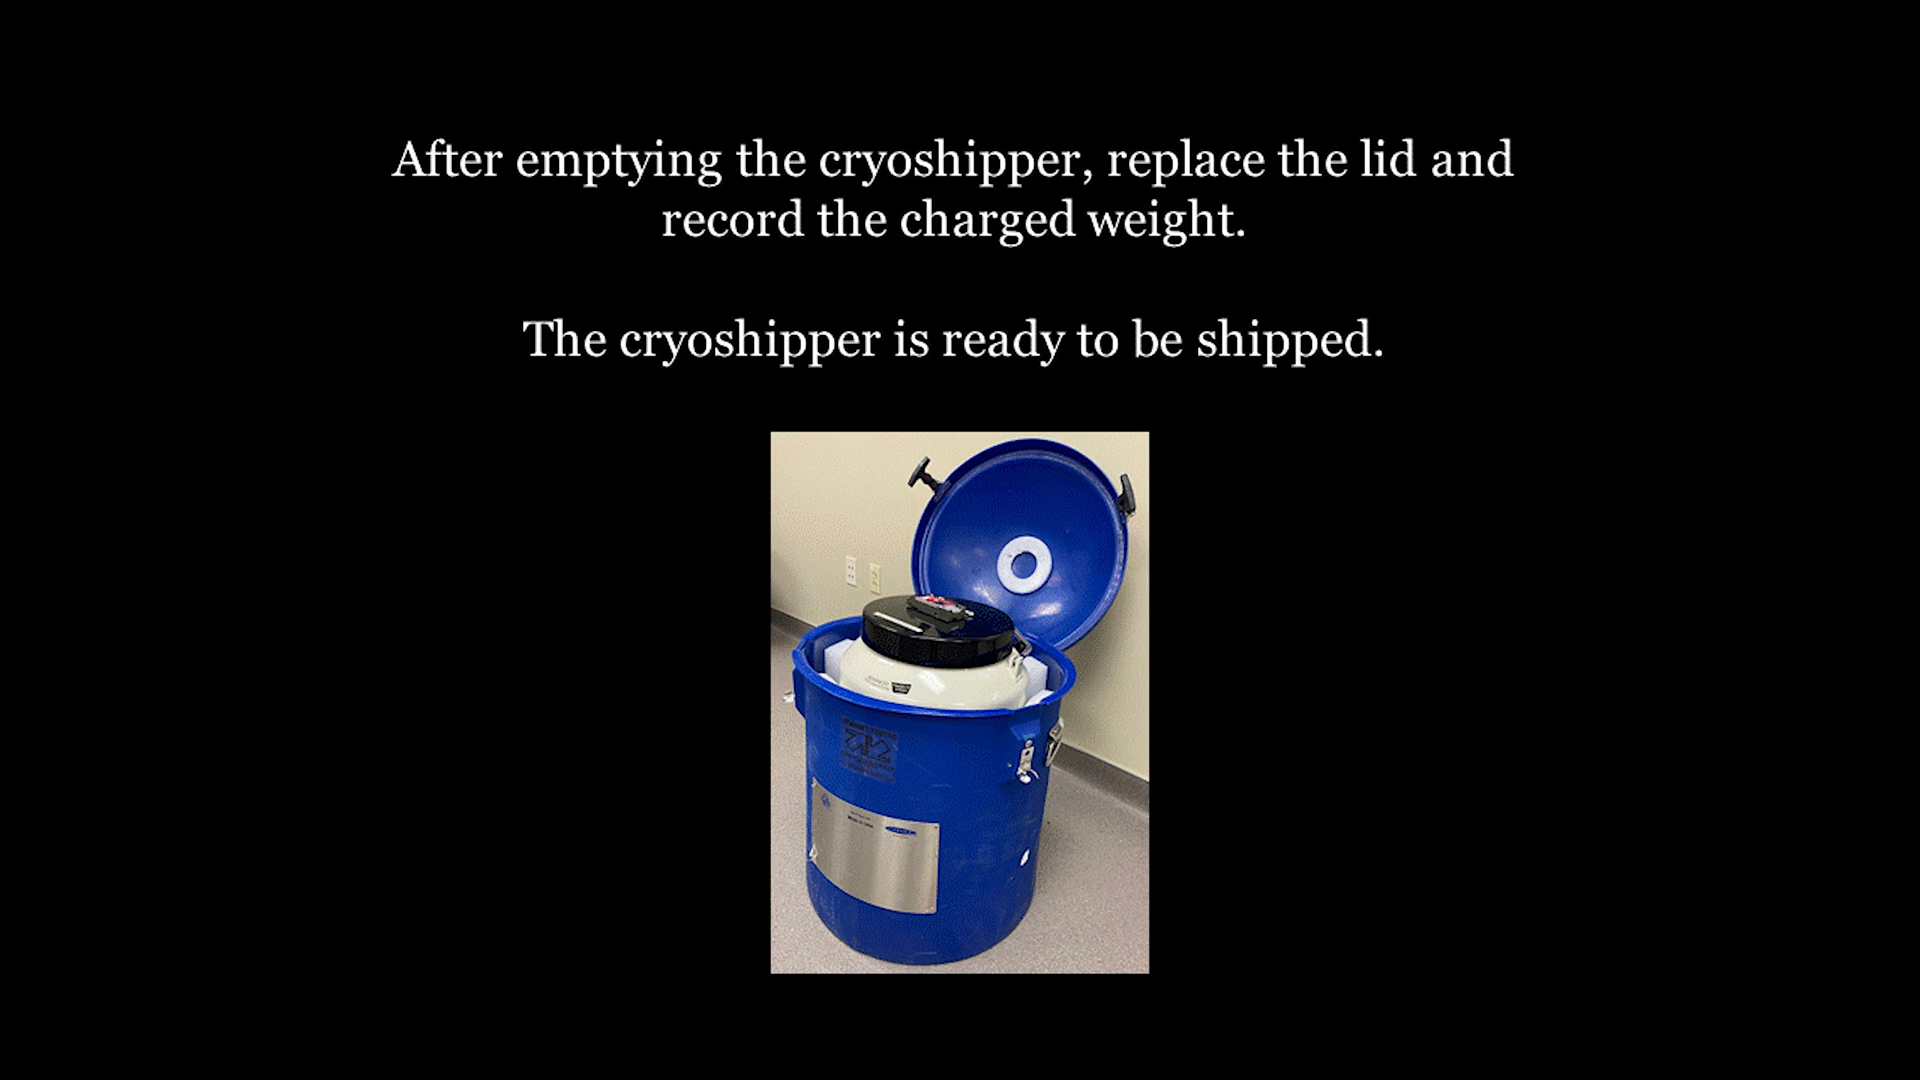 After emptying the cryoshipper, replace the lid and
record the charged weight.
The cryoshipper is ready to be shipped.